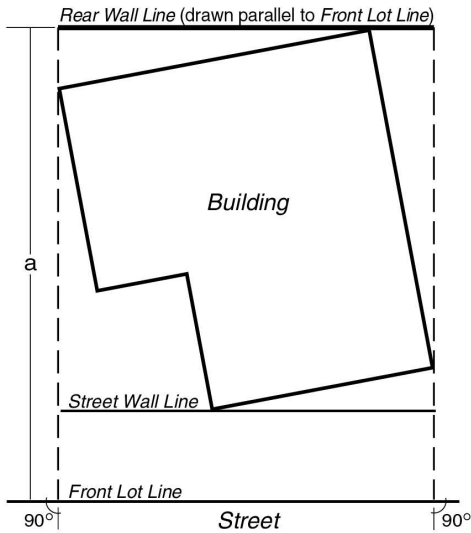 Rear Wall Line (drawn parallel to Front Lot Line)
Building
a
Street Wall Line
Front Lot Line
90° Street 90°